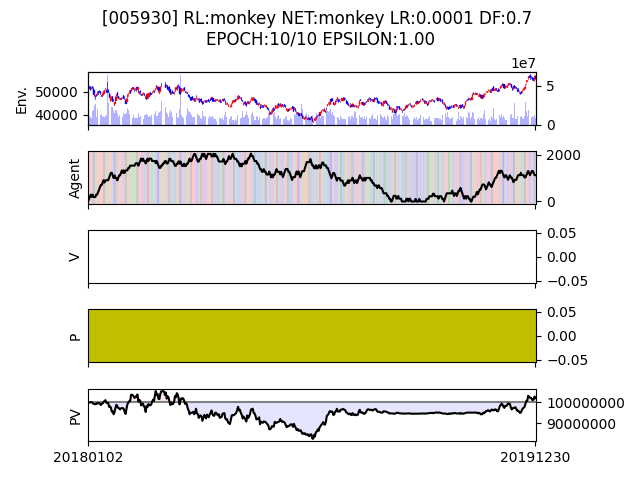 [005930] RL:monkey NET:monkey LR:0.0001 DF:0.7
EPOCH:10/10 EPSILON:1.00
1e7
Env.
50000
40000
5
0
Agent
2000
0
V
0.05
0.00
−0.05
P
0.05
0.00
−0.05
PV
100000000
90000000
20180102
20191230